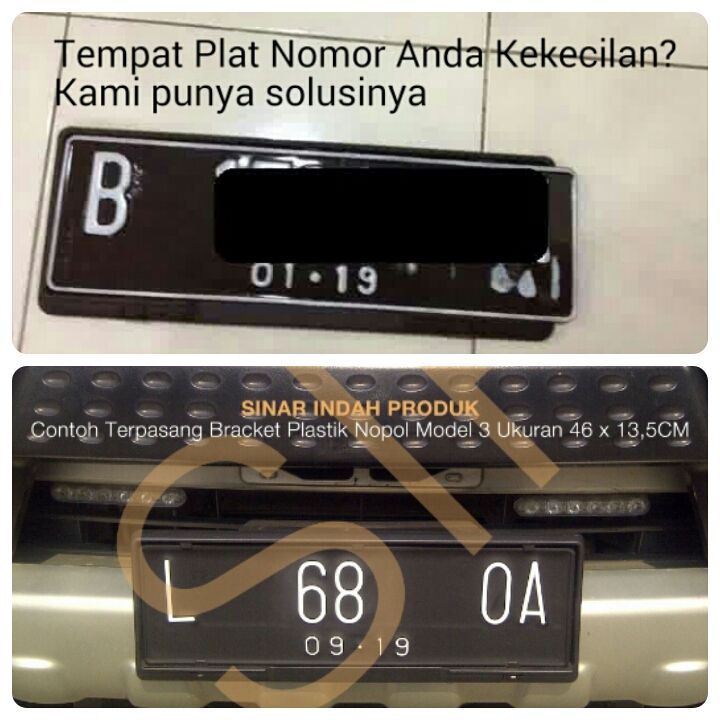 Tempat Plat Nomor Anda Kekecilan?
Kami punya solusinya
B
01•19
SINAR INDAH PRODUK
Contoh Terpasang Bracket Plastik Nopol Model 3 Ukuran 46 x 13,5CM
L 68 OA
09•19